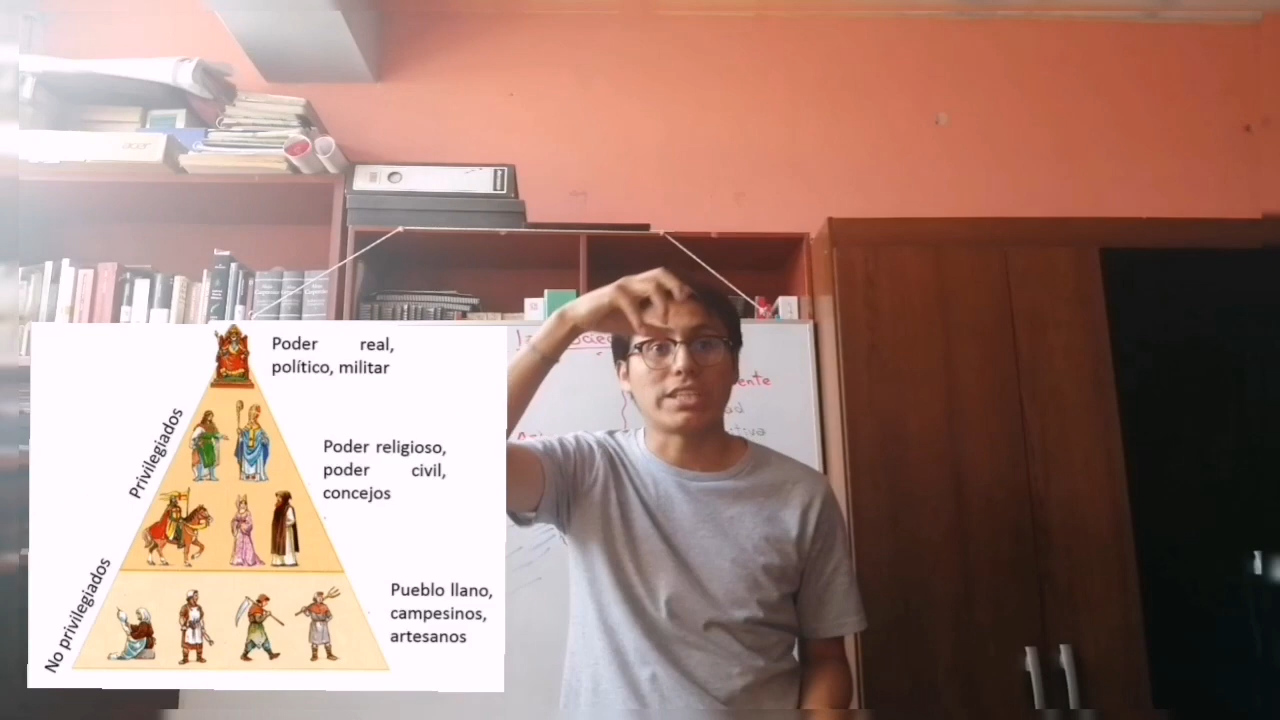 Poder real,
político, militar
Privilegiados
Poder religioso,
poder civil,
concejos
No privilegiados
Pueblo llano,
campesinos,
artesanos